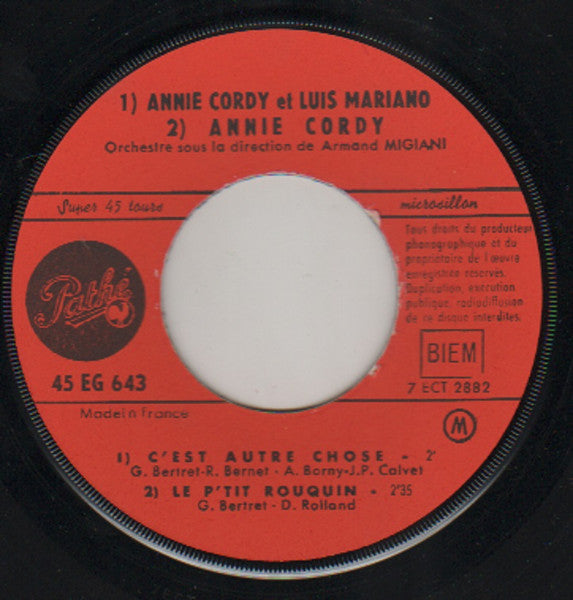 1) ANNIE CORDY et LUIS MARIANO
2) ANNIE CORDY
Orchestre sous la direction de Armand MIGIANI
Super 45 tours
microsillon
Tous droits du producteur
phonographique et du
propriétaire de l'œuvre
enregistrée réservés.
Duplication, exécution
publique, radiodiffusion
de ce disque interdites.
Pathé
BIEM
45 EG 643
7 ECT 2882
Made in France
M
1) C'EST AUTRE CHOSE - 2'
G. Bertret-R. Bernet - A. Borny-J.P. Calvet
2) LE P'TIT ROUQUIN - 2'35
G. Bertret - D. Rolland